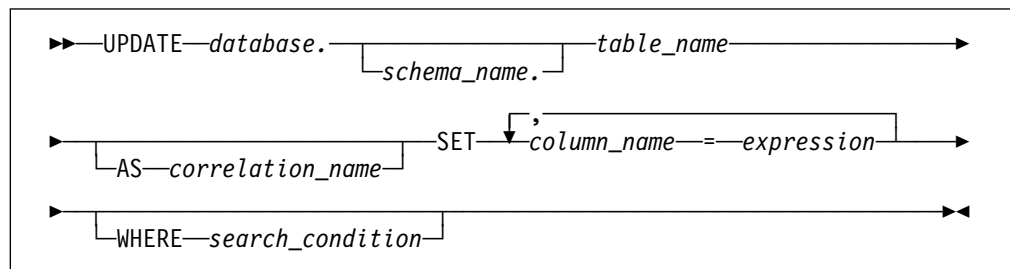 UPDATE database. table_name
schema_name.
,
SET column_name = expression
AS correlation_name
WHERE search_condition